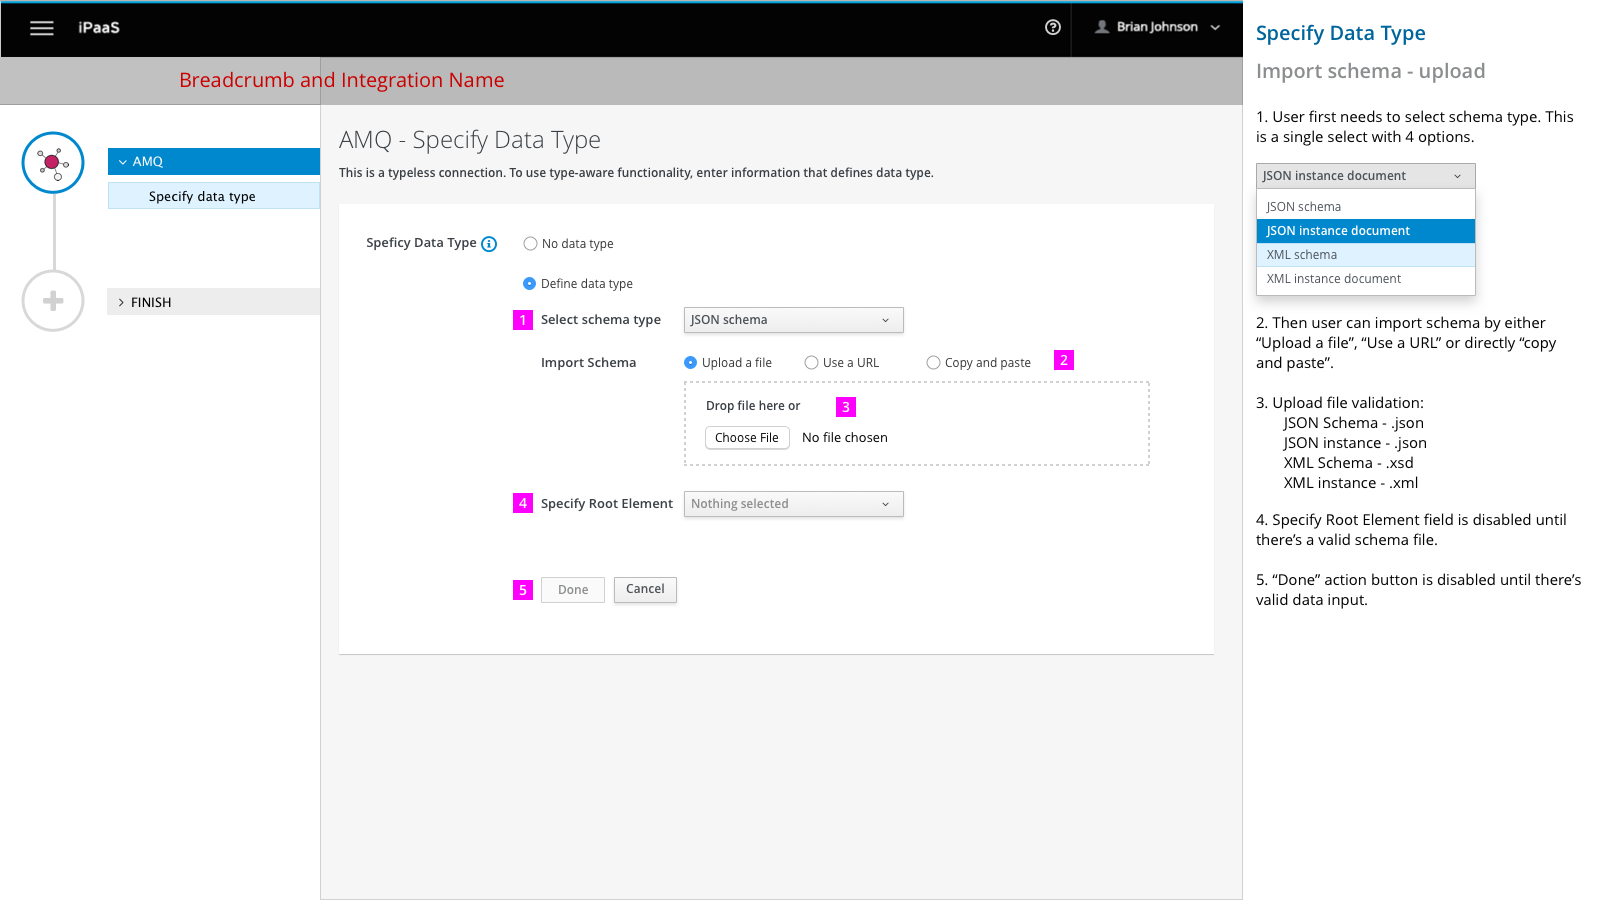 iPaaS
Brian Johnson
Breadcrumb and Integration Name
AMQ
Specify data type
FINISH
AMQ - Specify Data Type
This is a typeless connection. To use type-aware functionality, enter information that defines data type.
Speficy Data Type
No data type
Define data type
1 Select schema type JSON schema
Import Schema Upload a file Use a URL Copy and paste 2
Drop file here or 3
Choose File No file chosen
4 Specify Root Element Nothing selected
5 Done Cancel
Specify Data Type
Import schema - upload
1. User first needs to select schema type. This
is a single select with 4 options.
JSON instance document
JSON schema
JSON instance document
XML schema
XML instance document
2. Then user can import schema by either
“Upload a file”, “Use a URL” or directly “copy
and paste”.
3. Upload file validation:
JSON Schema - .json
JSON instance - .json
XML Schema - .xsd
XML instance - .xml
4. Specify Root Element field is disabled until
there’s a valid schema file.
5. “Done” action button is disabled until there’s
valid data input.